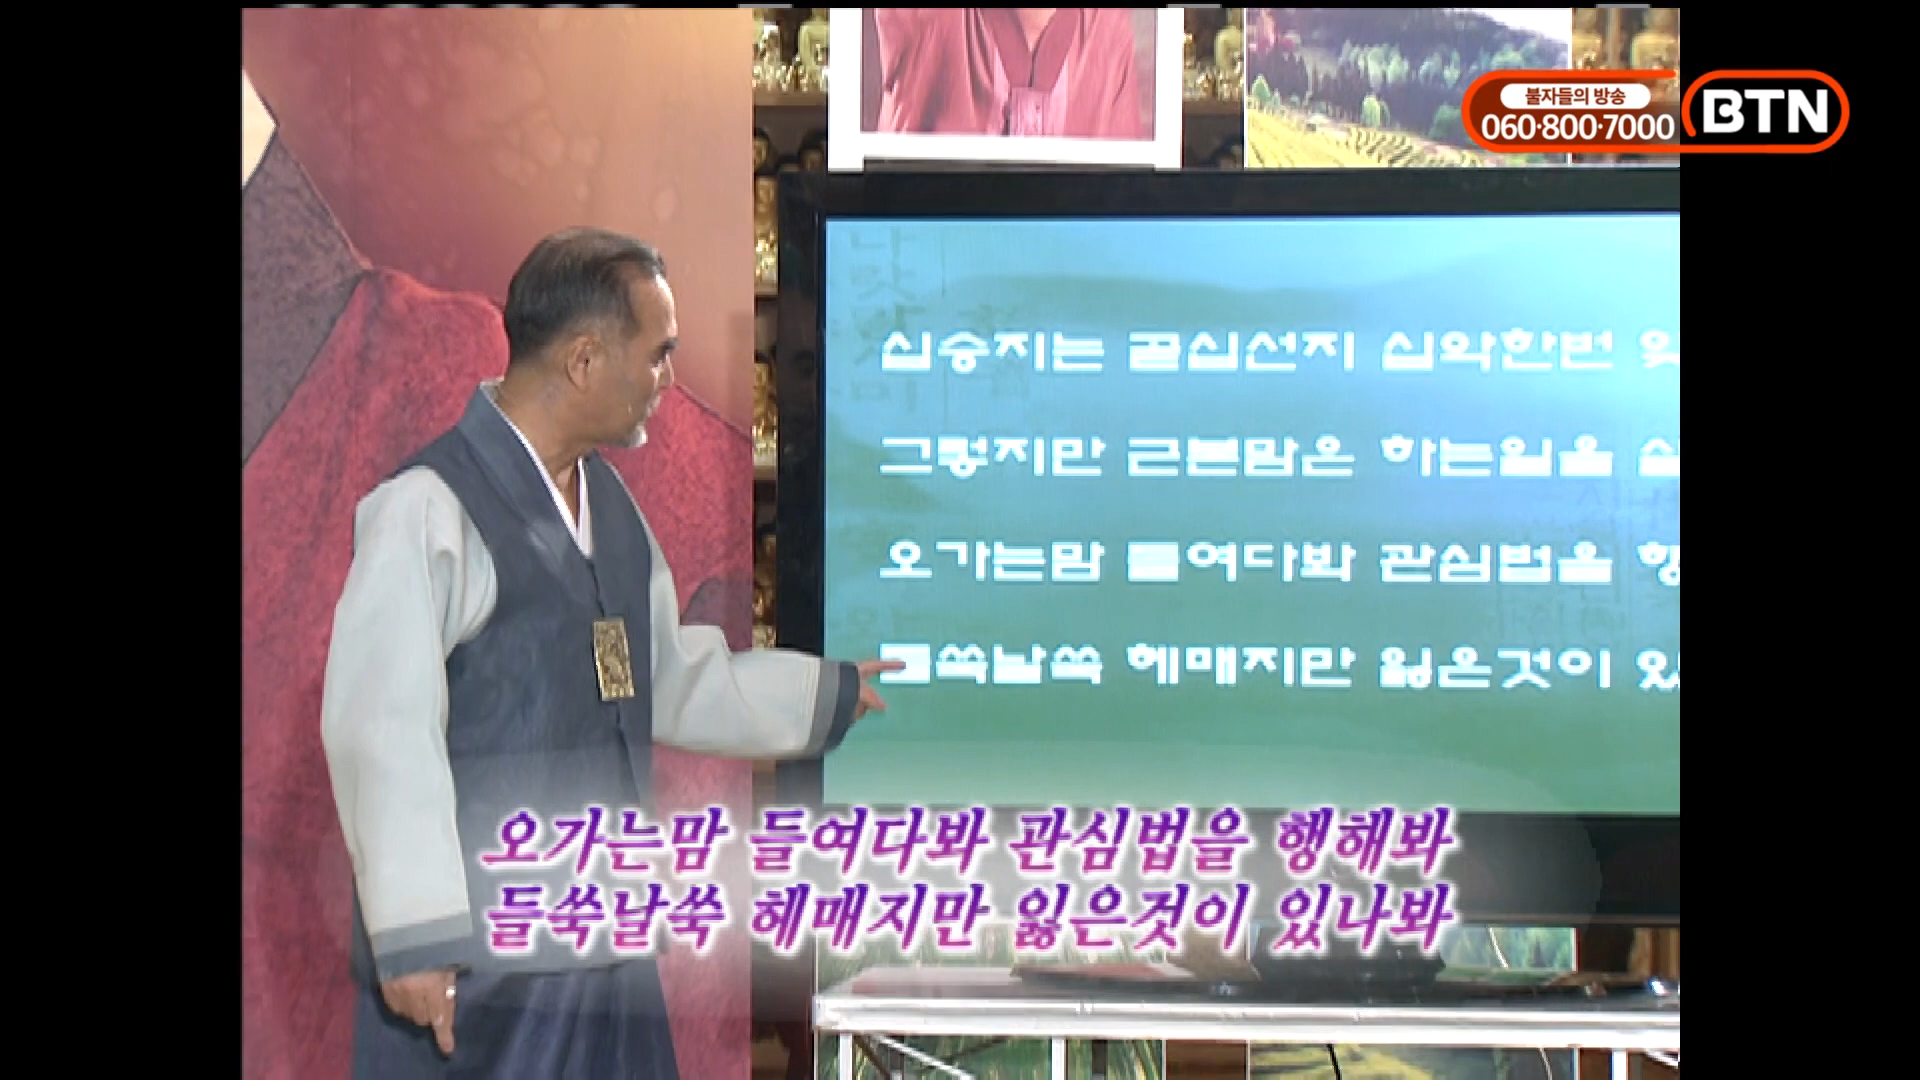 불자들의 방송
060·800·7000
BTN
심승지는 곧심선지 심악한번
그렇지만 근본맘은 하는일을
오가는맘 들여다봐 관심법을 행
들쑥날쑥 헤매지만 잃은것이 있
오가는맘 들여다봐 관심법을 행해봐
들쑥날쑥 헤매지만 잃은것이 있나봐